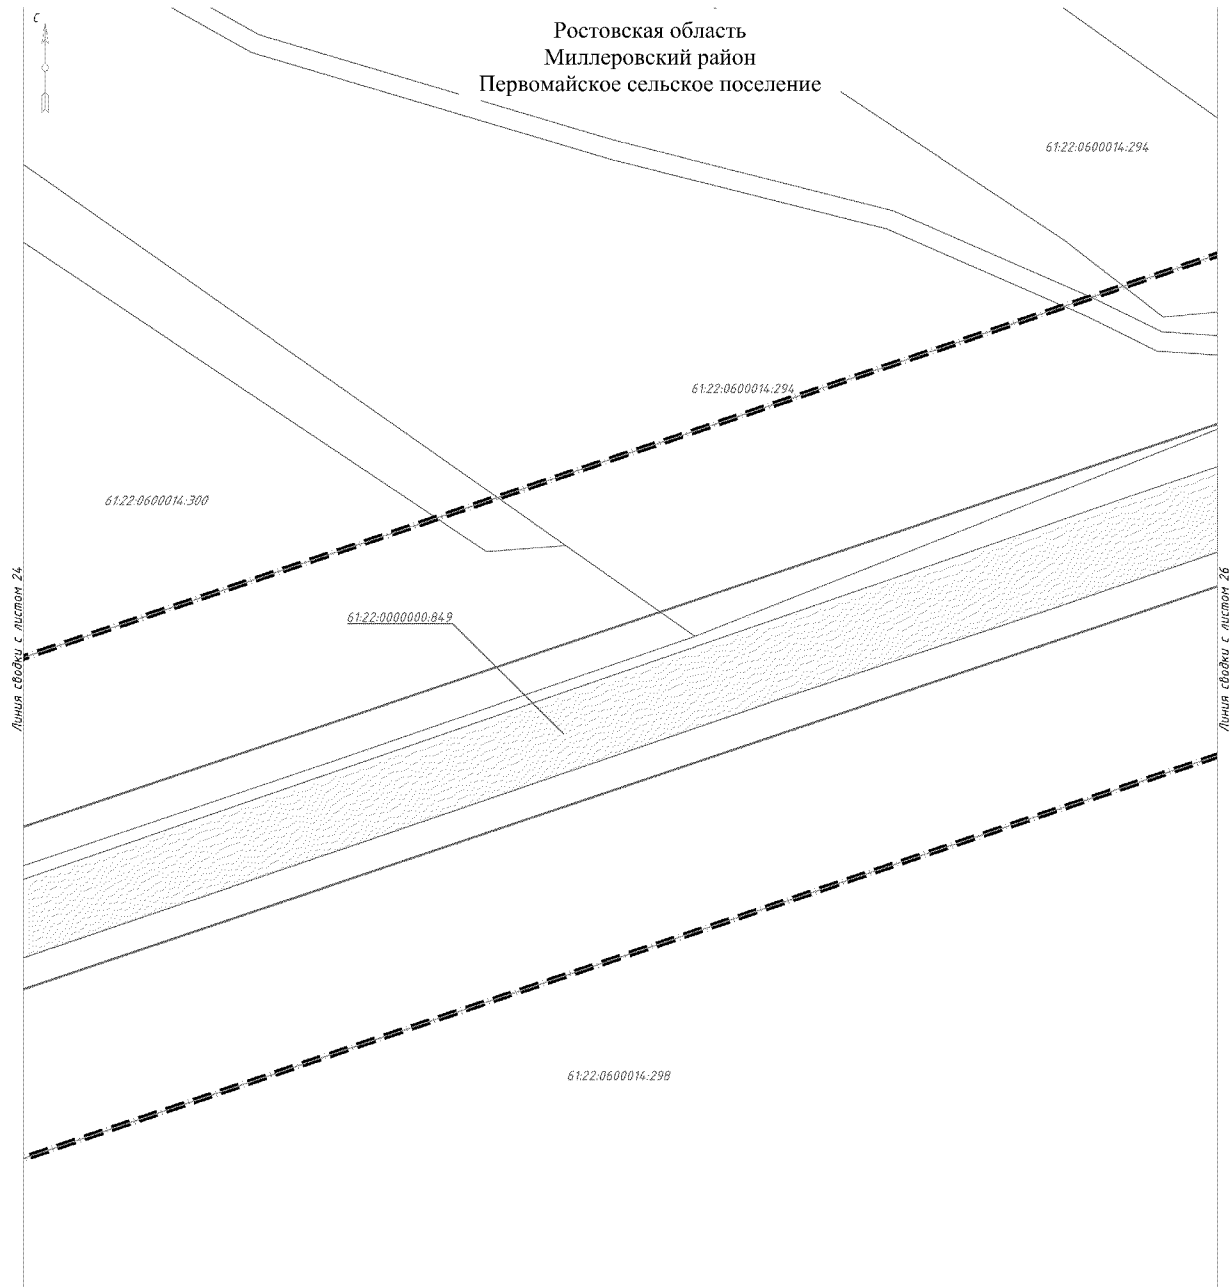 С
Ростовская область
Миллеровский район
Первомайское сельское поселение
61:22:0600014:294
61:22:0600014:294
61:22:0600014:300
Линия сводки с листом 24
Линия сводки с листом 26
61:22:0000000:849
61:22:0600014:298